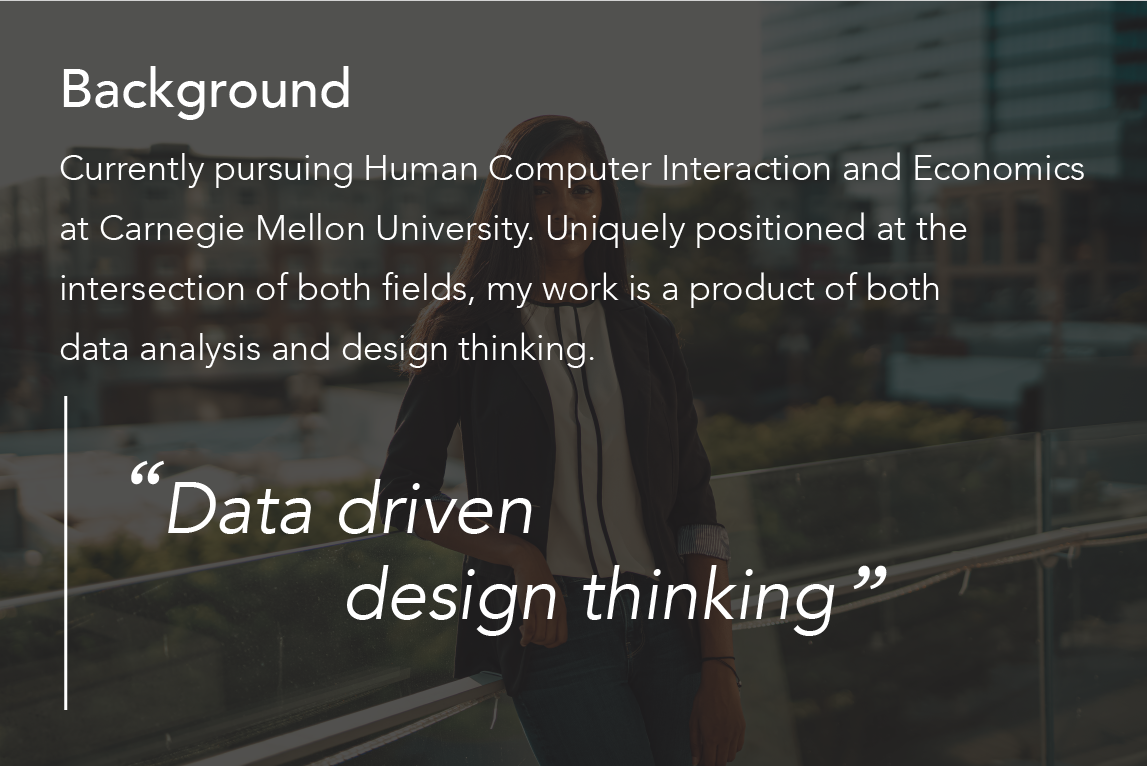 Background
Currently pursuing Human Computer Interaction and Economics
at Carnegie Mellon University. Uniquely positioned at the
intersection of both fields, my work is a product of both
data analysis and design thinking.
“Data driven
design thinking”